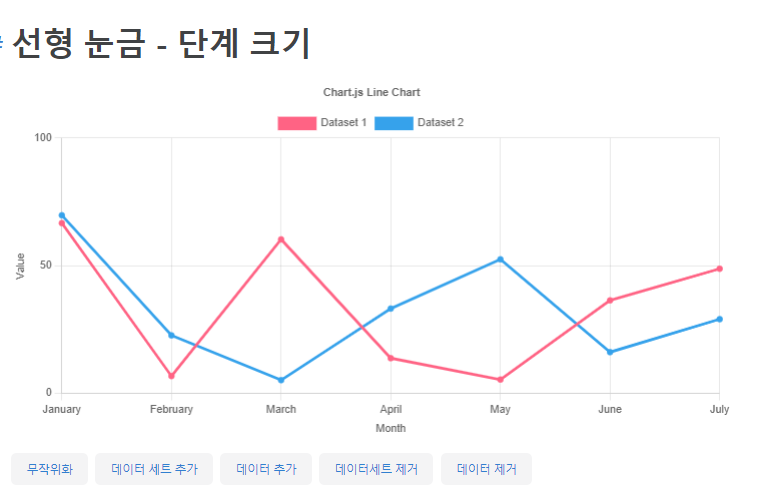 # 선형 눈금 - 단계 크기
Chart.js Line Chart
Dataset 1 Dataset 2
100
50
0
Value
January February March April May June July
Month
무작위화 데이터 세트 추가 데이터 추가 데이터세트 제거 데이터 제거